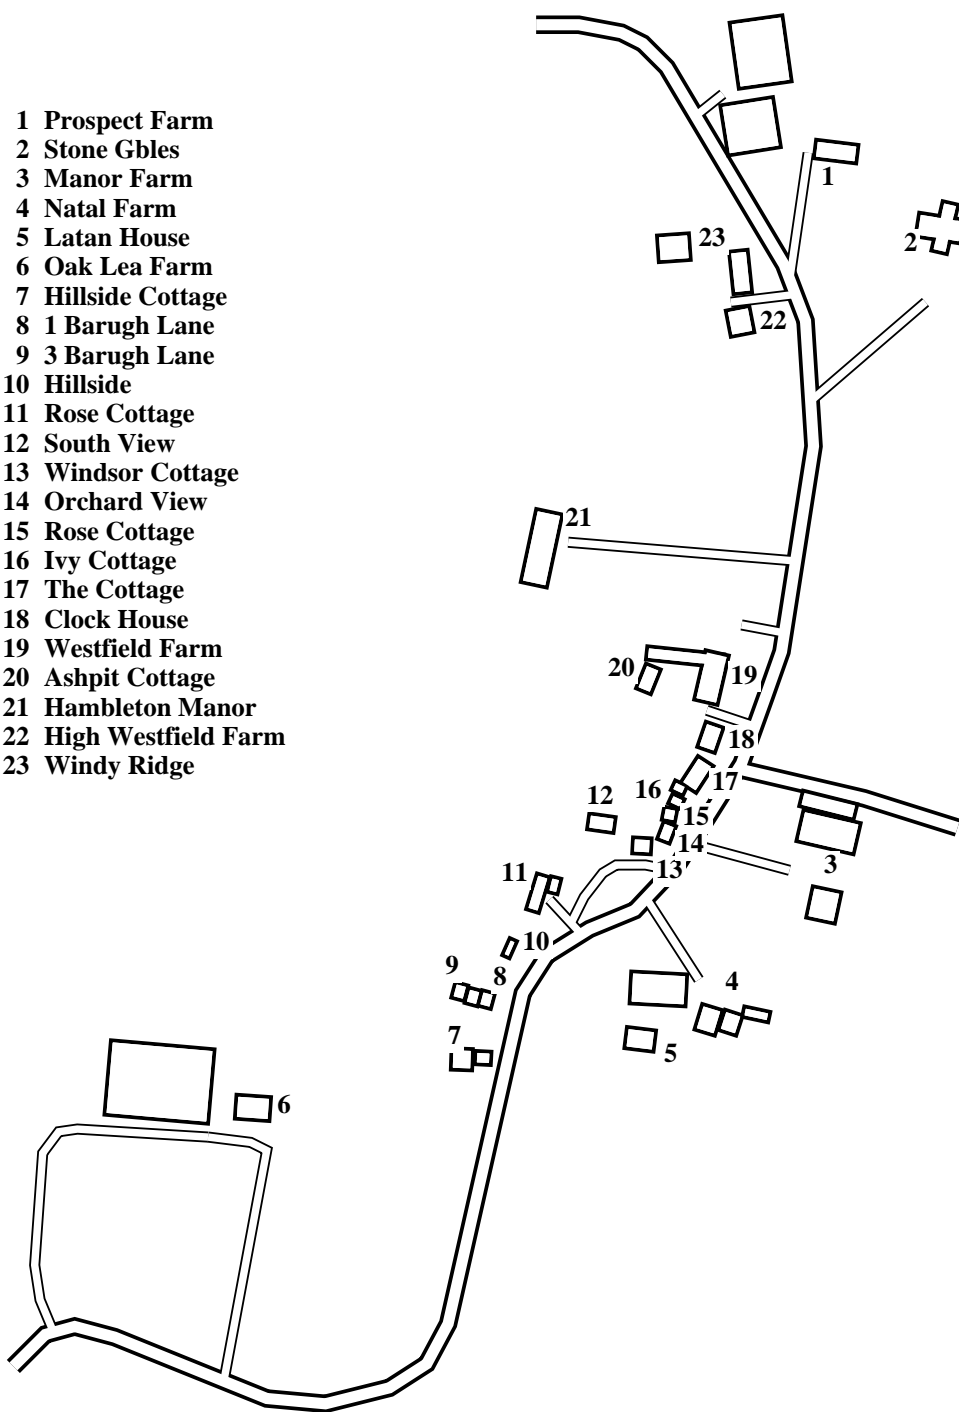 1 Prospect Farm
2 Stone Gbles
3 Manor Farm
4 Natal Farm
5 Latan House
6 Oak Lea Farm
7 Hillside Cottage
8 1 Barugh Lane
9 3 Barugh Lane
10 Hillside
11 Rose Cottage
12 South View
13 Windsor Cottage
14 Orchard View
15 Rose Cottage
16 Ivy Cottage
17 The Cottage
18 Clock House
19 Westfield Farm
20 Ashpit Cottage
21 Hambleton Manor
22 High Westfield Farm
23 Windy Ridge
1
23
2
22
21
20
19
18
17
16
12
15
14
3
13
11
10
9
8
4
7
5
6